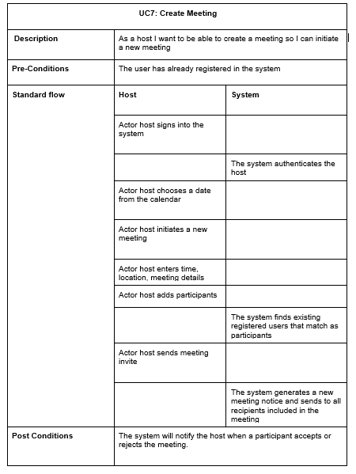 UC7: Create Meeting
Description
As a host I want to be able to create a meeting so I can initiate
a new meeting
Pre-Conditions
The user has already registered in the system
Standard flow
Host
System
Actor host signs into the
system
The system authenticates the
host
Actor host chooses a date
from the calendar
Actor host initiates a new
meeting
Actor host enters time,
location, meeting details
Actor host adds participants
The system finds existing
registered users that match as
participants
Actor host sends meeting
invite
The system generates a new
meeting notice and sends to all
recipients included in the
meeting
Post Conditions
The system will notify the host when a participant accepts or
rejects the meeting.